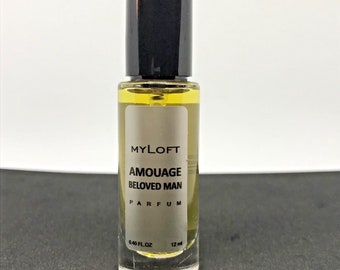 MYLOFT
AMOUAGE
BELOVED MAN
PARFUM
0.40 FL.OZ 12 ml